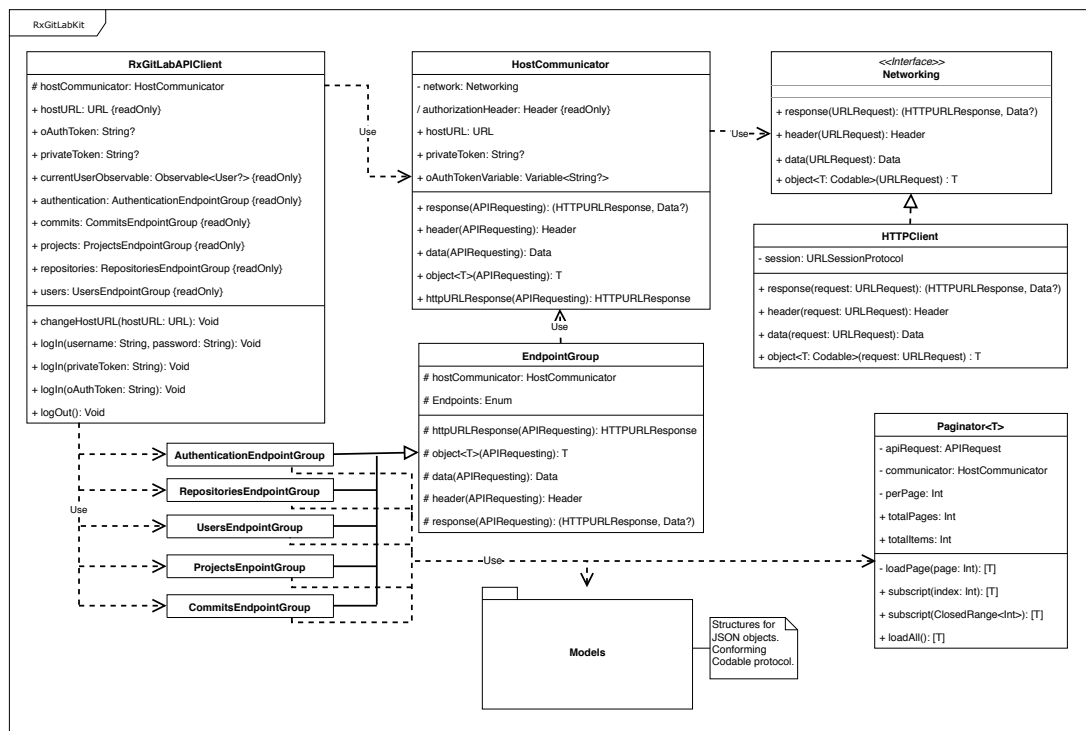 RxGitLabKit
RxGitLabAPIClient
# hostCommunicator: HostCommunicator
+ hostURL: URL {readOnly}
+ oAuthToken: String?
+ privateToken: String?
+ currentUserObservable: Observable<User?> {readOnly}
+ authentication: AuthenticationEndpointGroup {readOnly}
+ commits: CommitsEndpointGroup {readOnly}
+ projects: ProjectsEndpointGroup {readOnly}
+ repositories: RepositoriesEndpointGroup {readOnly}
+ users: UsersEndpointGroup {readOnly}
+ changeHostURL(hostURL: URL): Void
+ logIn(username: String, password: String): Void
+ logIn(privateToken: String): Void
+ logIn(oAuthToken: String): Void
+ logOut(): Void
Use
HostCommunicator
- network: Networking
/ authorizationHeader: Header {readOnly}
+ hostURL: URL
+ privateToken: String?
+ oAuthTokenVariable: Variable<String?>
+ response(APIRequesting): (HTTPURLResponse, Data?)
+ header(APIRequesting): Header
+ data(APIRequesting): Data
+ object<T>(APIRequesting): T
+ httpURLResponse(APIRequesting): HTTPURLResponse
Use
<<Interface>>
Networking
+ response(URLRequest): (HTTPURLResponse, Data?)
+ header(URLRequest): Header
+ data(URLRequest): Data
+ object<T: Codable>(URLRequest) : T
HTTPClient
- session: URLSessionProtocol
+ response(request: URLRequest): (HTTPURLResponse, Data?)
+ header(request: URLRequest): Header
+ data(request: URLRequest): Data
+ object<T: Codable>(request: URLRequest) : T
Use
EndpointGroup
# hostCommunicator: HostCommunicator
# Endpoints: Enum
# httpURLResponse(APIRequesting): HTTPURLResponse
# object<T>(APIRequesting): T
# data(APIRequesting): Data
# header(APIRequesting): Header
# response(APIRequesting): (HTTPURLResponse, Data?)
Use
AuthenticationEndpointGroup
RepositoriesEndpointGroup
UsersEndpointGroup
ProjectsEnpointGroup
CommitsEndpointGroup
Use
Paginator<T>
- apiRequest: APIRequest
- communicator: HostCommunicator
- perPage: Int
+ totalPages: Int
+ totalItems: Int
- loadPage(page: Int): [T]
+ subscript(index: Int): [T]
+ subscript(ClosedRange<Int>): [T]
+ loadAll(): [T]
Models
Structures for
JSON objects.
Conforming
Codable protocol.